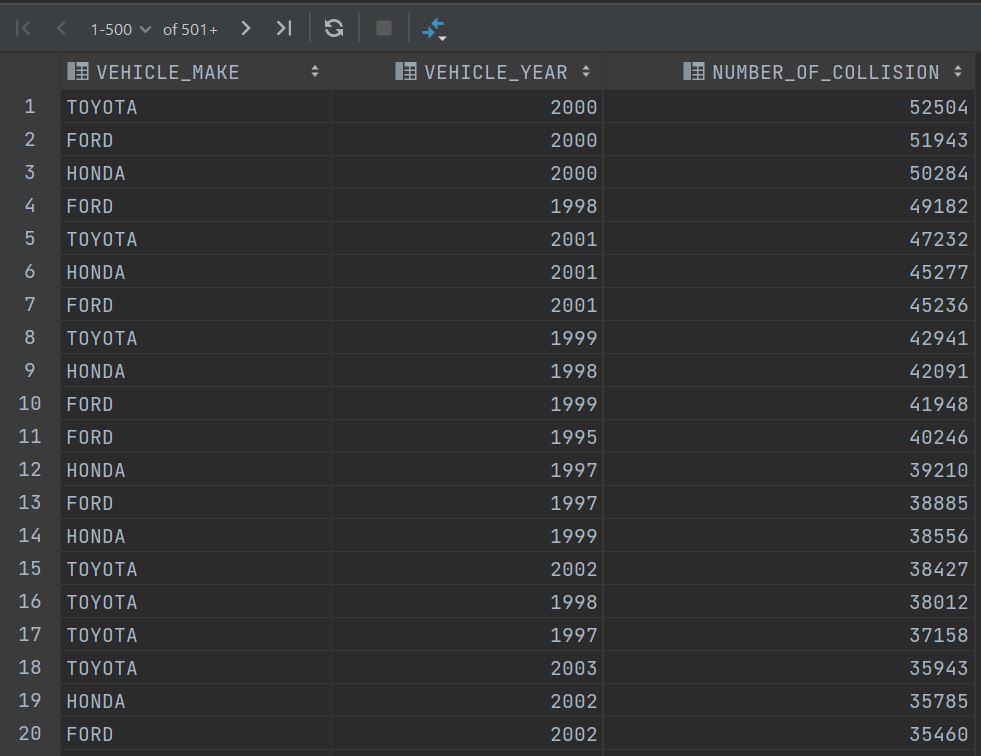 1-500 of 501+
VEHICLE_MAKE VEHICLE_YEAR NUMBER_OF_COLLISION
1 TOYOTA 2000 52504
2 FORD 2000 51943
3 HONDA 2000 50284
4 FORD 1998 49182
5 TOYOTA 2001 47232
6 HONDA 2001 45277
7 FORD 2001 45236
8 TOYOTA 1999 42941
9 HONDA 1998 42091
10 FORD 1999 41948
11 FORD 1995 40246
12 HONDA 1997 39210
13 FORD 1997 38885
14 HONDA 1999 38556
15 TOYOTA 2002 38427
16 TOYOTA 1998 38012
17 TOYOTA 1997 37158
18 TOYOTA 2003 35943
19 HONDA 2002 35785
20 FORD 2002 35460